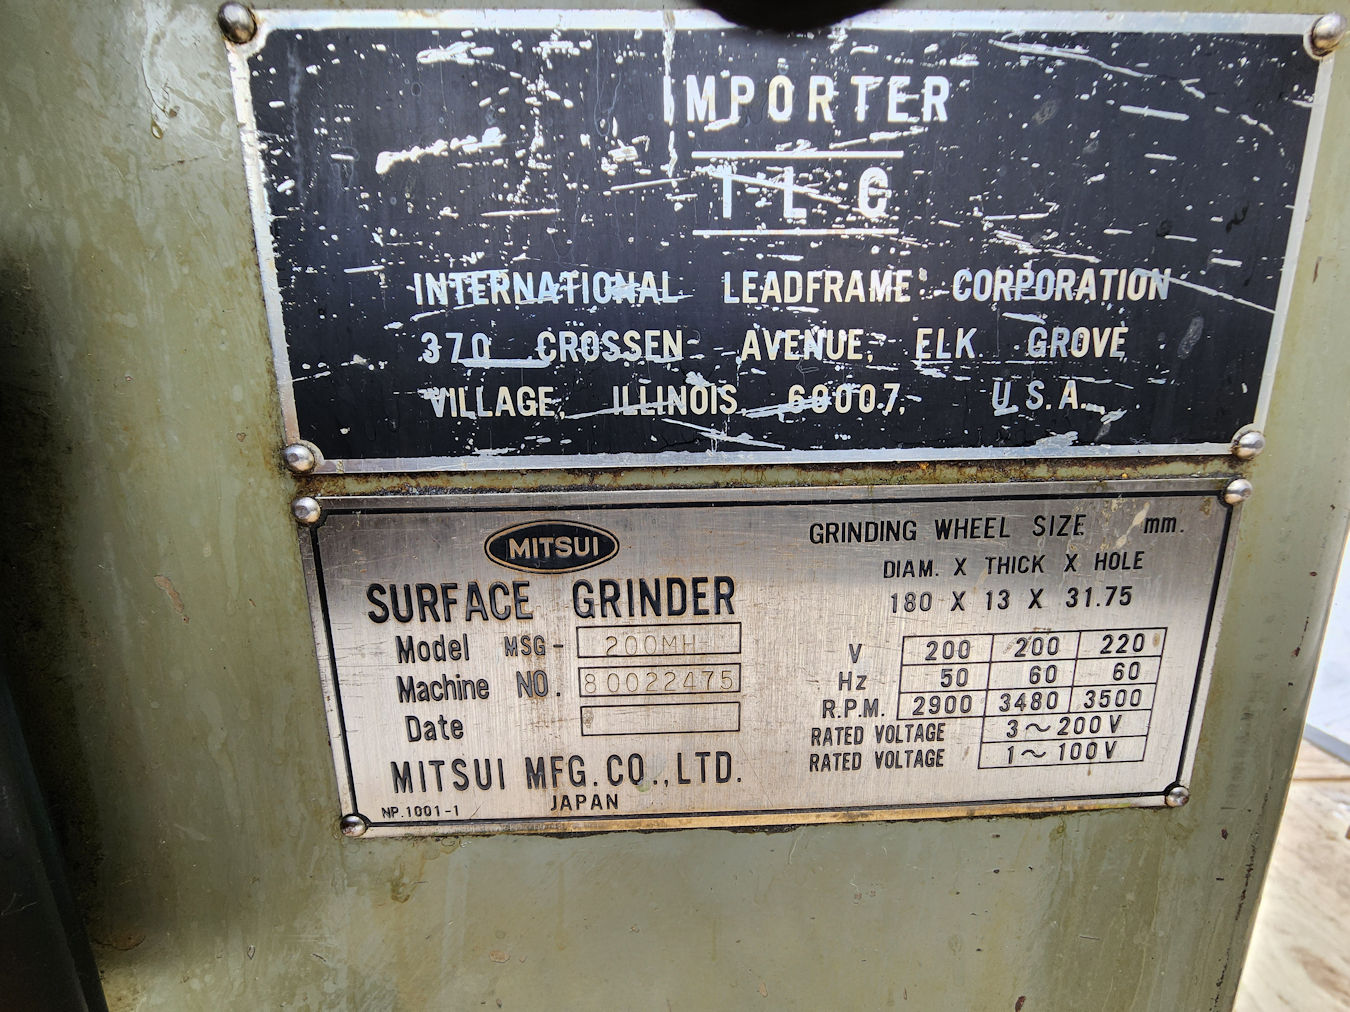 IMPORTER
ILC
INTERNATIONAL LEADFRAME CORPORATION
370 CROSSEN AVENUE, ELK GROVE
VILLAGE, ILLINOIS 60007, U.S.A.
MITSUI
SURFACE GRINDER
Model MSG- 200MH
Machine NO. 80022475
Date
MITSUI MFG. CO., LTD.
JAPAN
NP.1001-1
GRINDING WHEEL SIZE mm.
DIAM. X THICK X HOLE
180 X 13 X 31.75
V 200 200 220
Hz 50 60 60
R.P.M. 2900 3480 3500
RATED VOLTAGE 3~200V
RATED VOLTAGE 1~100V